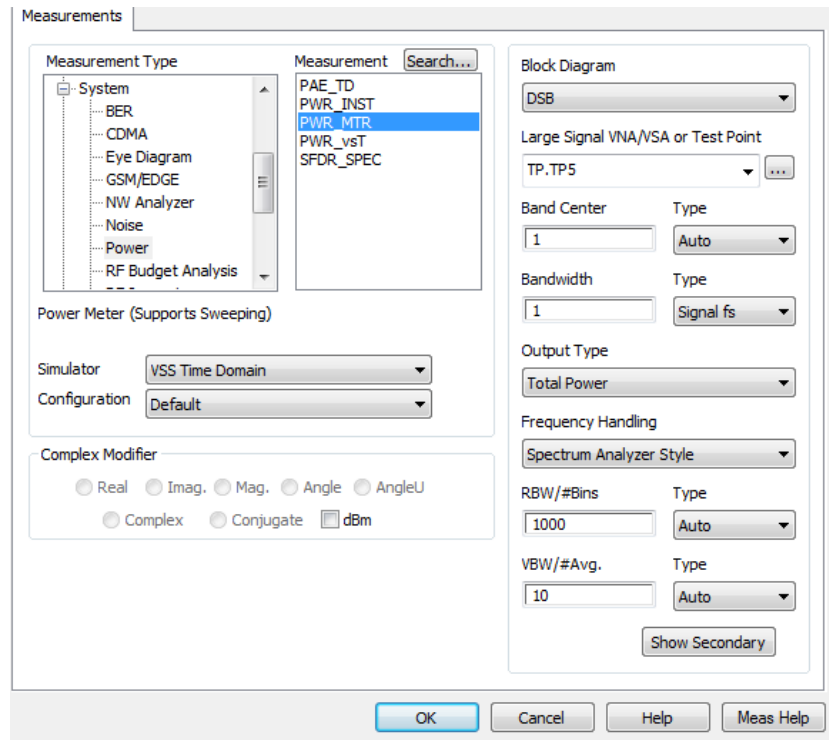 Measurements
Measurement Type
System
BER
CDMA
Eye Diagram
GSM/EDGE
NW Analyzer
Noise
Power
RF Budget Analysis
Measurement
Search...
PAE_TD
PWR_INST
PWR_MTR
PWR_vsT
SFDR_SPEC
Power Meter (Supports Sweeping)
Simulator
VSS Time Domain
Configuration
Default
Complex Modifier
Real Imag. Mag. Angle AngleU
Complex Conjugate dBm
Block Diagram
DSB
Large Signal VNA/VSA or Test Point
TP.TP5
...
Band Center Type
1 Auto
Bandwidth Type
1 Signal fs
Output Type
Total Power
Frequency Handling
Spectrum Analyzer Style
RBW/#Bins Type
1000 Auto
VBW/#Avg. Type
10 Auto
Show Secondary
OK Cancel Help Meas Help